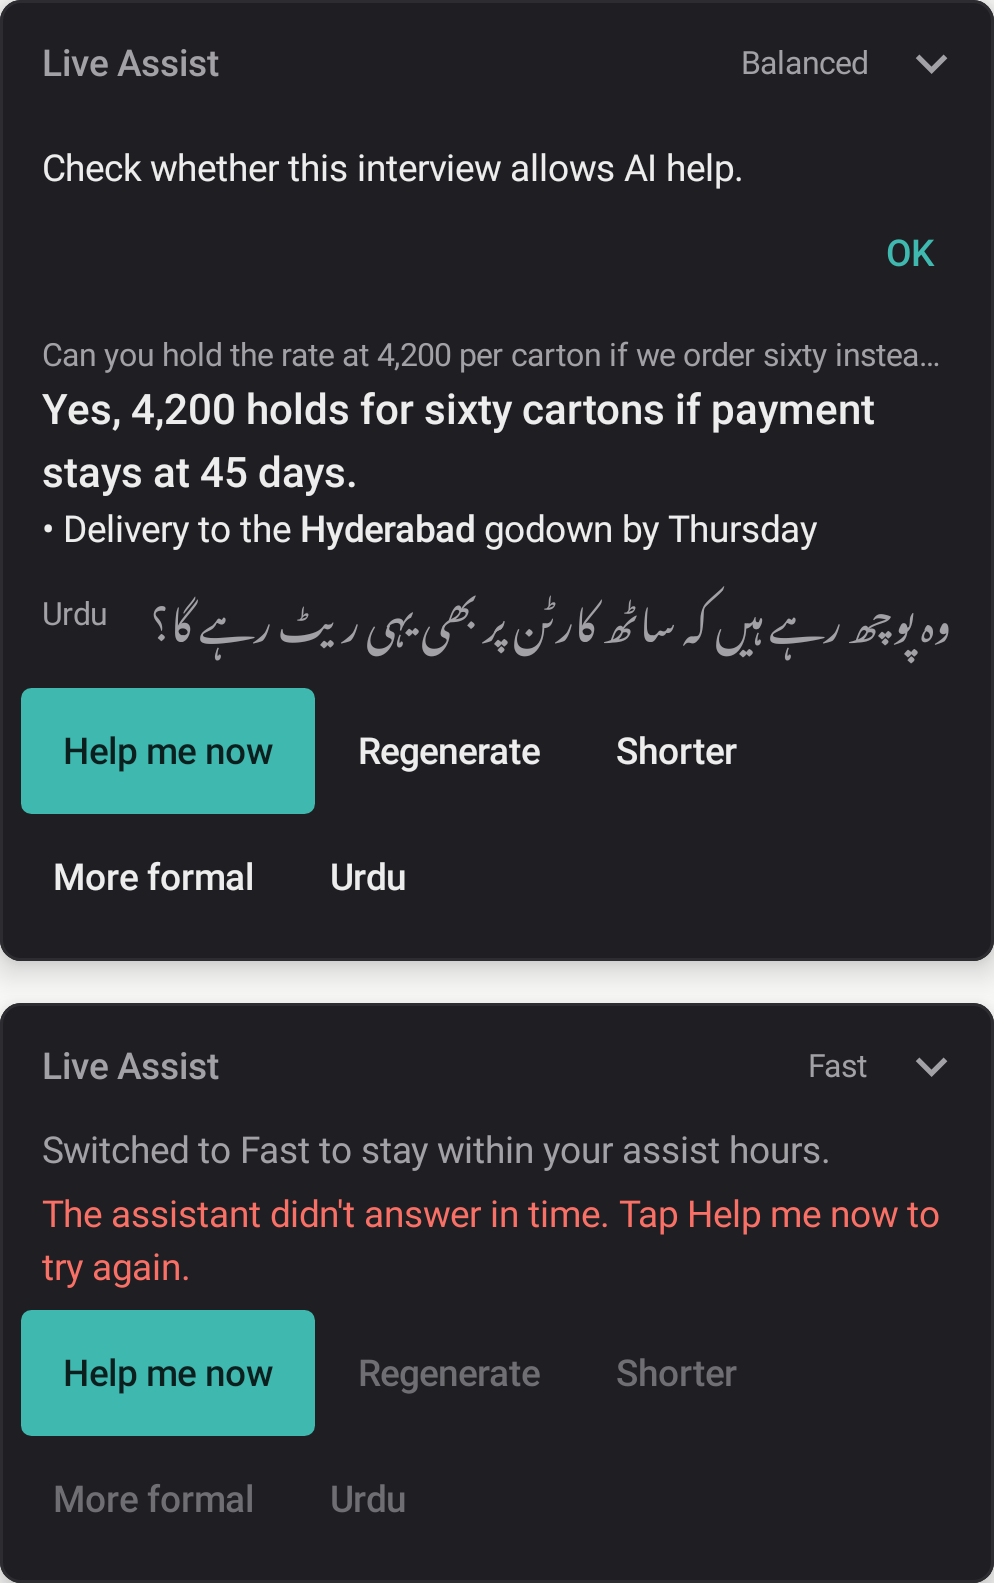 Live Assist
Balanced
Check whether this interview allows AI help.
OK
Can you hold the rate at 4,200 per carton if we order sixty instea…
Yes, 4,200 holds for sixty cartons if payment
stays at 45 days.
• Delivery to the Hyderabad godown by Thursday
Urdu
وہ پوچھ رہے ہیں کہ ساٹھ کارٹن پر بھی یہی ریٹ رہے گا؟
Help me now
Regenerate
Shorter
More formal
Urdu
Live Assist
Fast
Switched to Fast to stay within your assist hours.
The assistant didn't answer in time. Tap Help me now to
try again.
Help me now
Regenerate
Shorter
More formal
Urdu